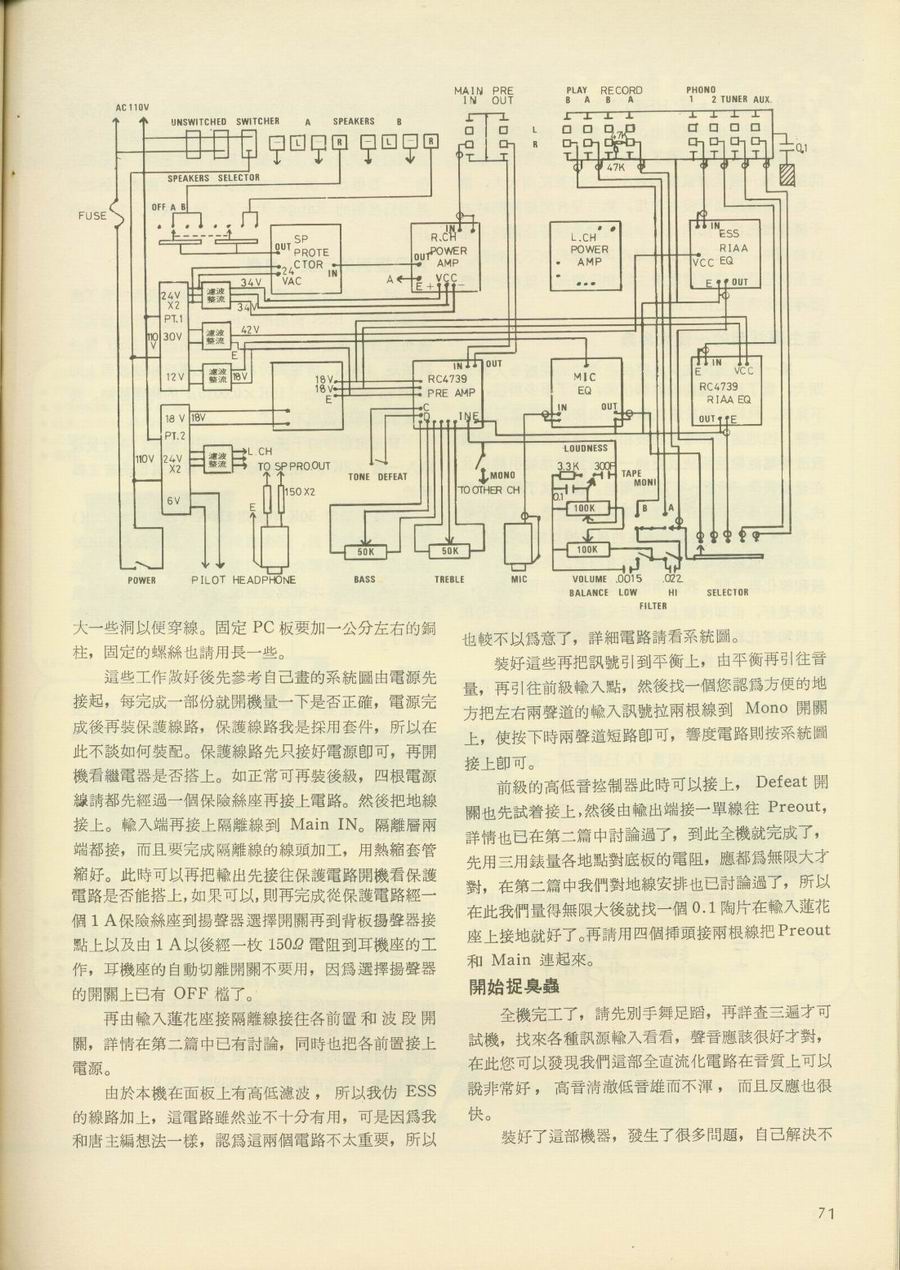 MAIN PRE
IN OUT
PLAY RECORD
B A B A
PHONO
1 2 TUNER AUX.
AC110V
UNSWITCHED SWITCHER A SPEAKERS B
L
R
L R L R
47K
47K
0.1
SPEAKERS SELECTOR
OFF A B
FUSE
OUT
SP
PROTE
CTOR
24
VAC
IN
IN
R.CH
POWER
AMP
OUT
VCC
A
E + -
L.CH
POWER
AMP
IN
ESS
RIAA
EQ
VCC
E OUT
24V
X2
PT.1
110
V
30V
12V
濾波
整流
34V
34V
濾波
整流
42V
E
濾波
整流
18V
18V
18V
E
IN OUT
RC4739
PRE AMP
C
D
IN E
MIC
EQ
IN OUT
E IN VCC
RC4739
RIAA EQ
OUT E
18V 18V
PT.2
110V
24V
X2
6V
濾波
整流
L CH
TO SP PRO.OUT
150X2
E
TONE DEFEAT
MONO
TO OTHER CH
LOUDNESS
3.3K 300P
0.1
100K
100K
TAPE
MONI
B A
50K
50K
POWER
PILOT HEADPHONE
BASS
TREBLE
MIC
VOLUME .0015 .022
BALANCE LOW HI SELECTOR
FILTER
大一些洞以便穿線。固定 PC 板要加一公分左右的銅
柱，固定的螺絲也請用長一些。
這些工作做好後先參考自己畫的系統圖由電源先
接起，每完成一部份就開機量一下是否正確，電源完
成後再裝保護線路，保護線路我是採用套件，所以在
此不談如何裝配。保護線路先只接好電源卽可，再開
機看繼電器是否搭上。如正常可再裝後級，四根電源
線請都先經過一個保險絲座再接上電路。然後把地線
接上。輸入端再接上隔離線到 Main IN。隔離層兩
端都接，而且要完成隔離線的線頭加工，用熱縮套管
縮好。此時可以再把輸出先接往保護電路開機看保護
電路是否能搭上,如果可以,則再完成從保護電路經一
個 1 A保險絲座到揚聲器選擇開關再到背板揚聲器接
點上以及由 1 A以後經一枚 150Ω 電阻到耳機座的工
作，耳機座的自動切離開關不要用，因爲選擇揚聲器
的開關上已有 OFF 檔了。
再由輸入蓮花座接隔離線接往各前置和波段開
關，詳情在第二篇中已有討論，同時也把各前置接上
電源。
由於本機在面板上有高低濾波， 所以我仿 ESS
的線路加上，這電路雖然並不十分有用，可是因爲我
和唐主編想法一樣，認爲這兩個電路不太重要，所以
也較不以爲意了，詳細電路請看系統圖。
裝好這些再把訊號引到平衡上，由平衡再引往音
量，再引往前級輸入點，然後找一個您認爲方便的地
方把左右兩聲道的輸入訊號拉兩根線到 Mono 開關
上，使按下時兩聲道短路卽可，響度電路則按系統圖
接上卽可。
前級的高低音控制器此時可以接上， Defeat 開
關也先試着接上,然後由輸出端接一單線往 Preout，
詳情也已在第二篇中討論過了，到此全機就完成了，
先用三用錶量各地點對底板的電阻，應都爲無限大才
對，在第二篇中我們對地線安排也已討論過了，所以
在此我們量得無限大後就找一個 0.1 陶片在輸入蓮花
座上接地就好了。再請用四個揷頭接兩根線把Preout
和 Main 連起來。
開始捉臭蟲
全機完工了，請先別手舞足蹈，再詳查三遍才可
試機，找來各種訊源輸入看看，聲音應該很好才對，
在此您可以發現我們這部全直流化電路在音質上可以
說非常好， 高音淸澈低音雄而不渾， 而且反應也很
快。
裝好了這部機器，發生了很多問題，自己解決不
71